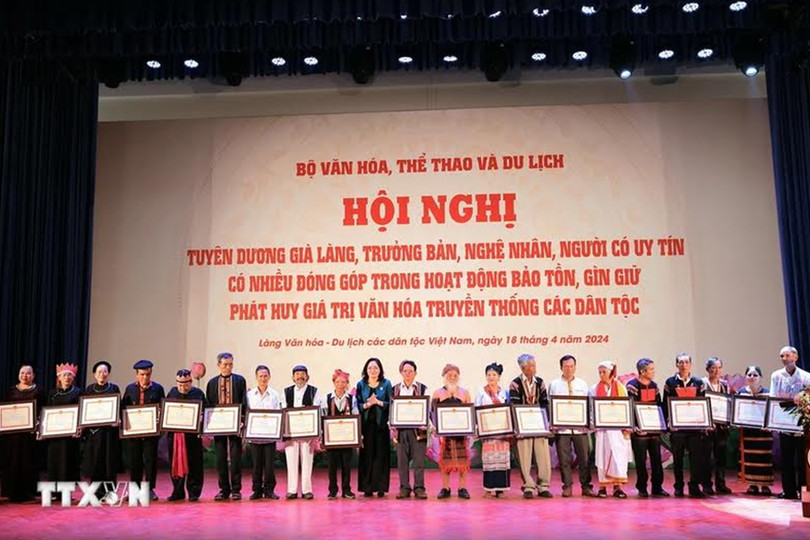 BỘ VĂN HÓA, THỂ THAO VÀ DU LỊCH
HỘI NGHỊ
TUYÊN DƯƠNG GIÀ LÀNG, TRƯỞNG BẢN, NGHỆ NHÂN, NGƯỜI CÓ UY TÍN
CÓ NHIỀU ĐÓNG GÓP TRONG HOẠT ĐỘNG BẢO TỒN, GÌN GIỮ
PHÁT HUY GIÁ TRỊ VĂN HÓA TRUYỀN THỐNG CÁC DÂN TỘC
Làng Văn hóa - Du lịch các dân tộc Việt Nam, ngày 18 tháng 4 năm 2024
TTXVN